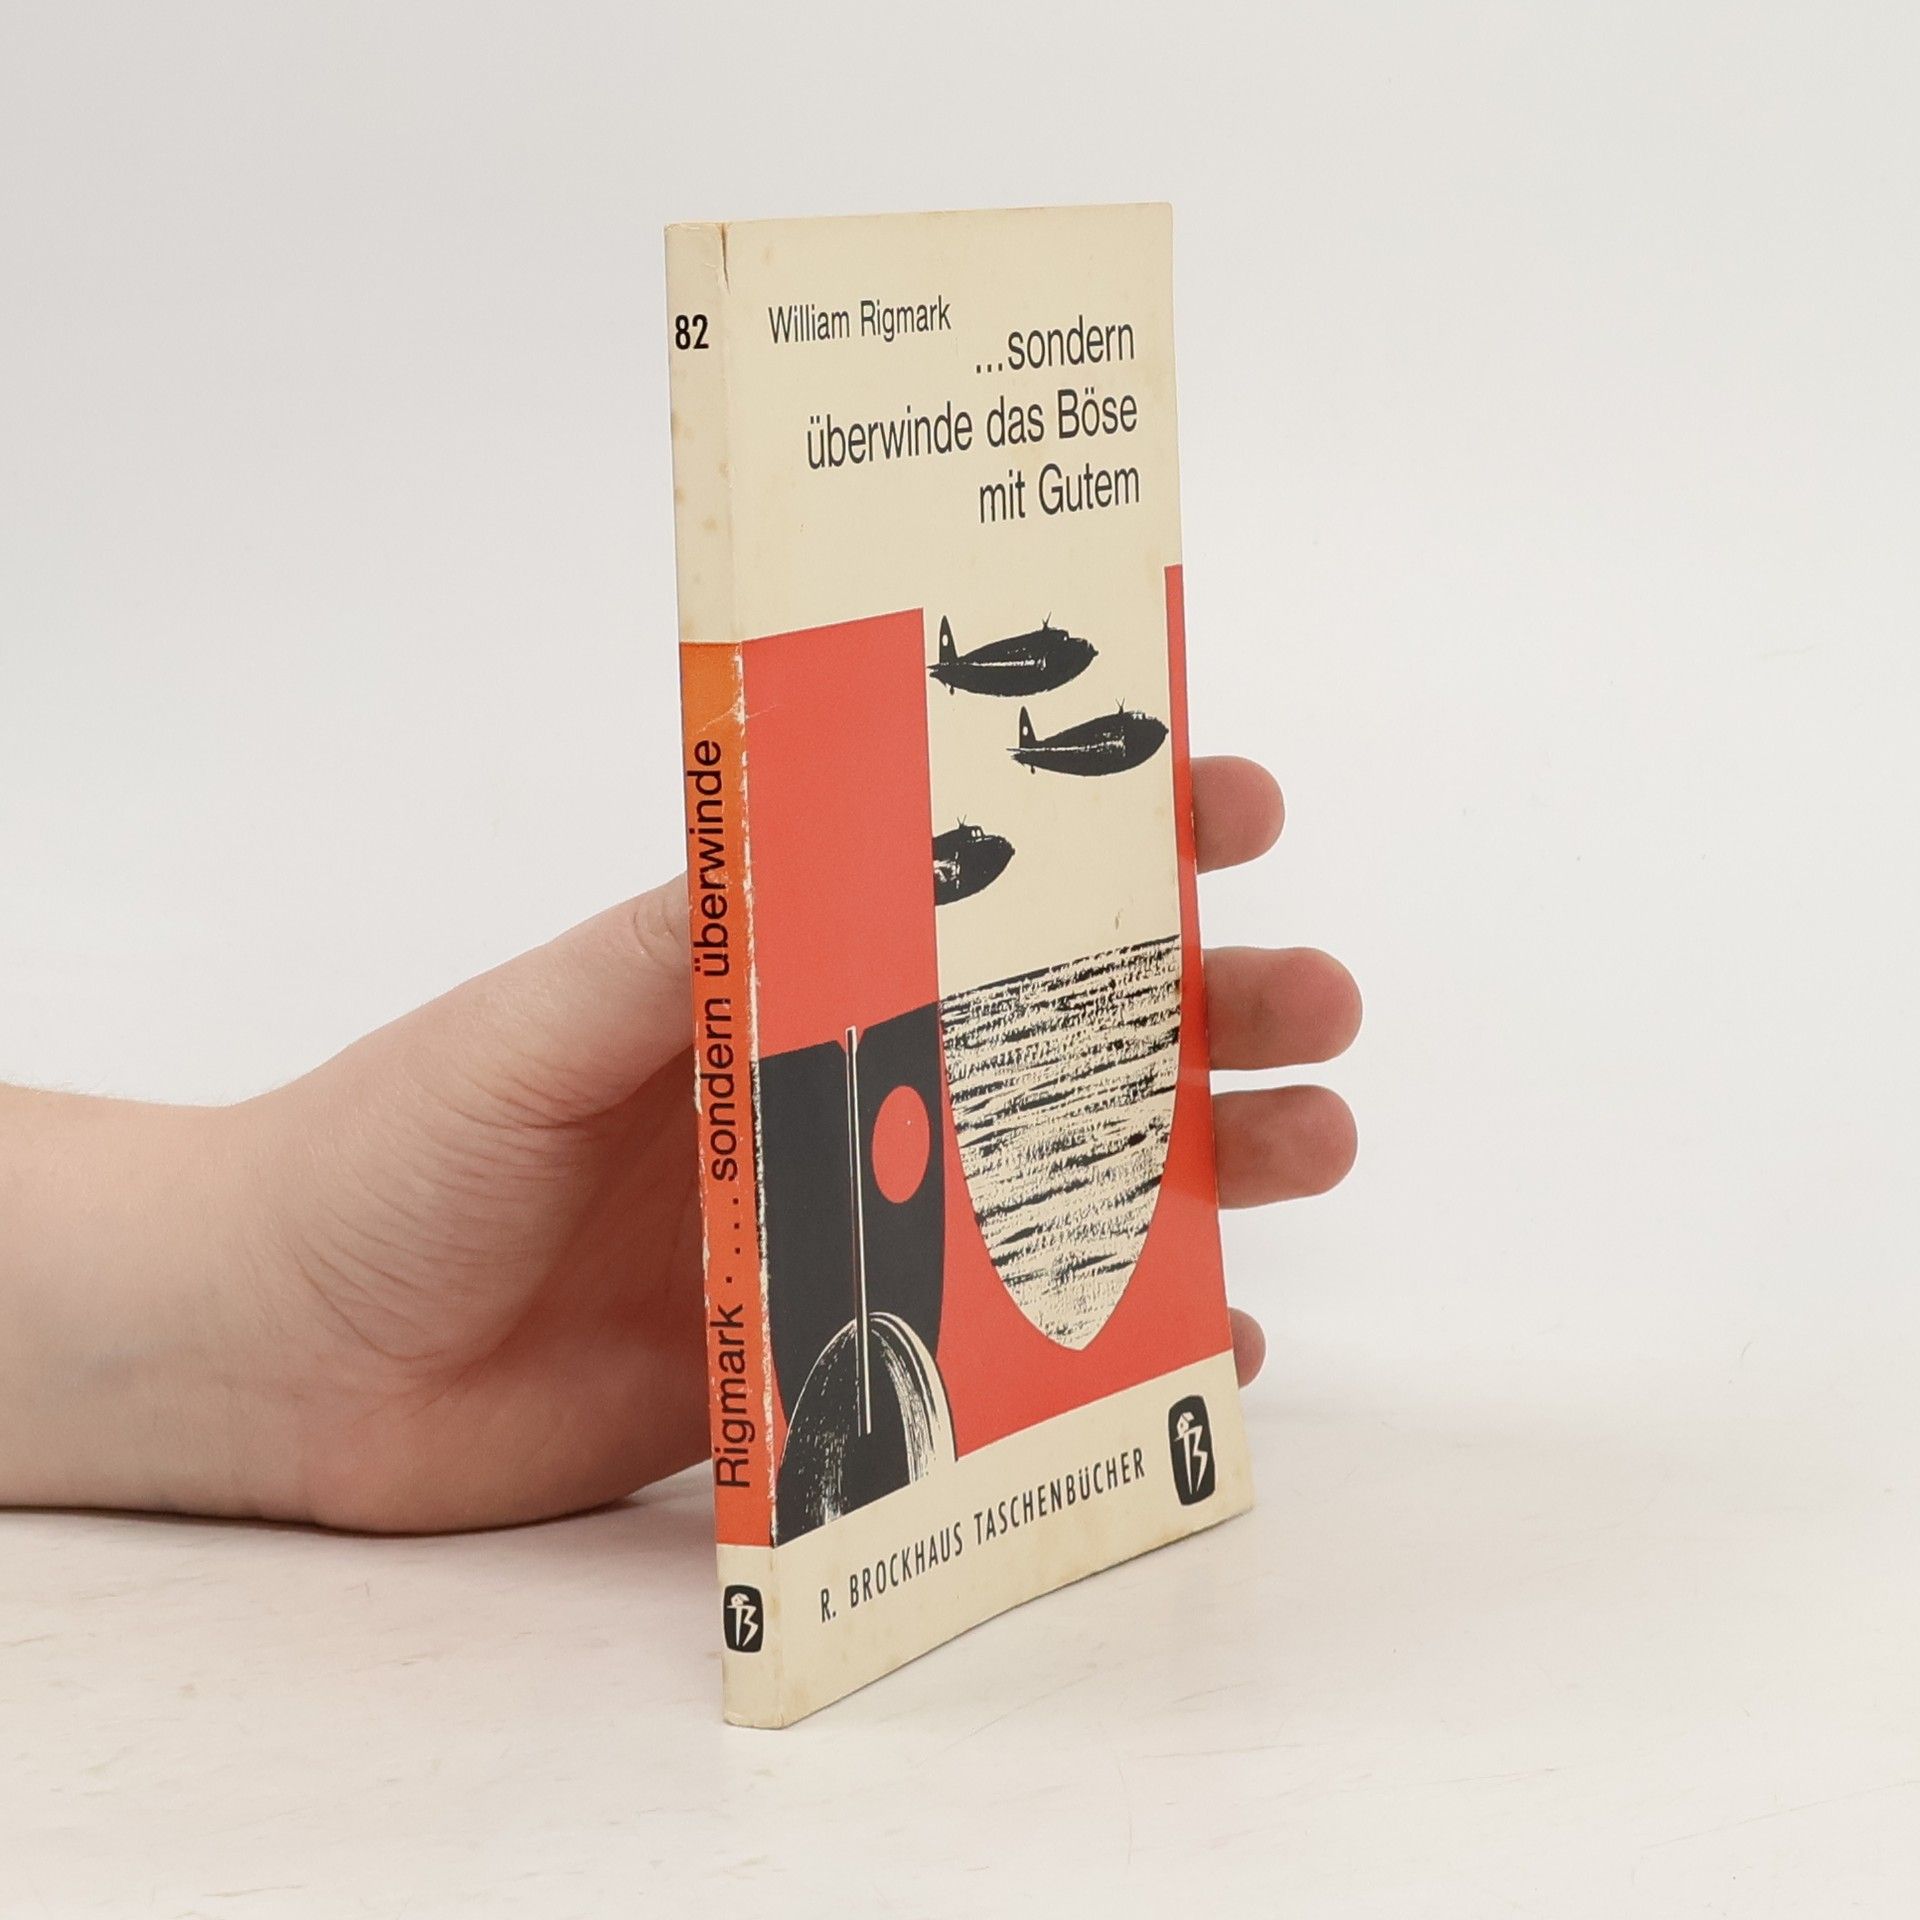 82
William Rigmark
...sondern
überwinde das Böse
mit Gutem
Rigmark · ...sondern überwinde
R. BROCKHAUS TASCHENBÜCHER